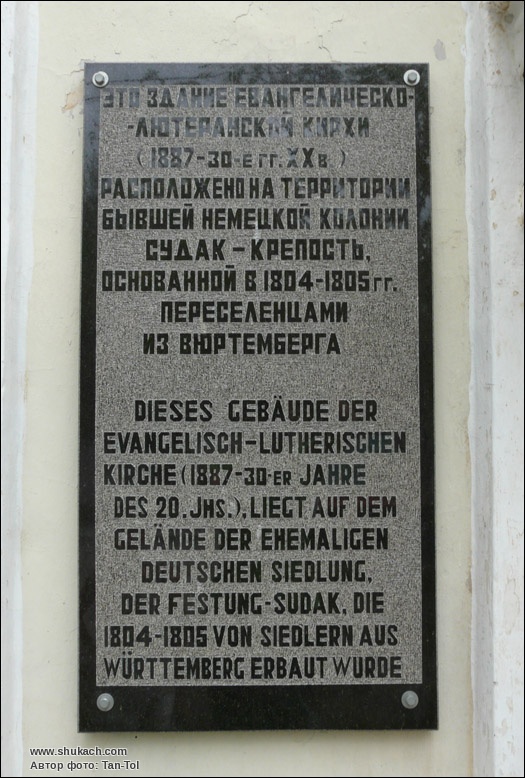 ЭТО ЗДАНИЕ ЕВАНГЕЛИЧЕСКО-
-ЛЮТЕРАНСКОЙ КИРХИ
(1887-30-Е ГГ. XX В.)
РАСПОЛОЖЕНО НА ТЕРРИТОРИИ
БЫВШЕЙ НЕМЕЦКОЙ КОЛОНИИ
СУДАК – КРЕПОСТЬ,
ОСНОВАННОЙ В 1804-1805 ГГ.
ПЕРЕСЕЛЕНЦАМИ
ИЗ ВЮРТЕМБЕРГА
DIESES GEBÄUDE DER
EVANGELISCH-LUTHERISCHEN
KIRCHE (1887-30-ER JAHRE
DES 20. JHS.), LIEGT AUF DEM
GELÄNDE DER EHEMALIGEN
DEUTSCHEN SIEDLUNG,
DER FESTUNG-SUDAK, DIE
1804-1805 VON SIEDLERN AUS
WÜRTTEMBERG ERBAUT WURDE
www.shukach.com
Автор фото: Tan-Tol